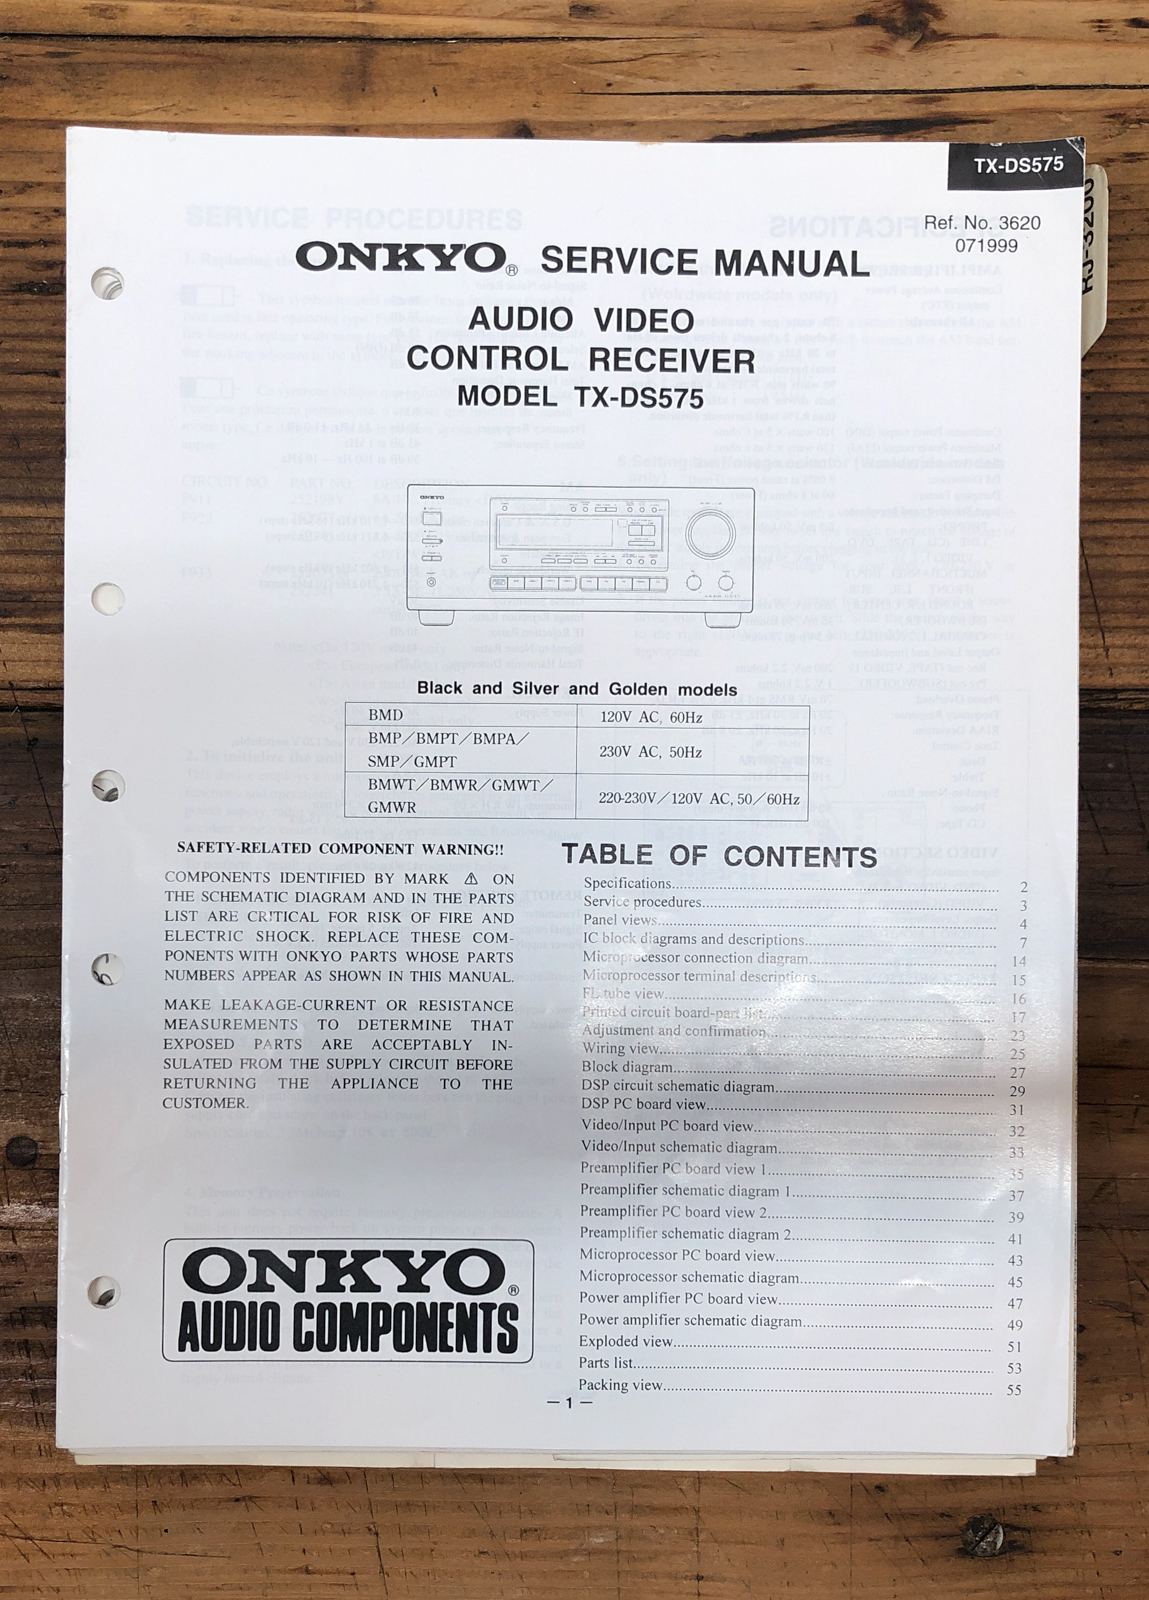 TX-DS575
Ref. No. 3620
071999
ONKYO® SERVICE MANUAL
AUDIO VIDEO
CONTROL RECEIVER
MODEL TX-DS575
ONKYO
Black and Silver and Golden models
BMD 120V AC, 60Hz
BMP/BMPT/BMPA/
SMP/GMPT 230V AC, 50Hz
BMWT/BMWR/GMWT/
GMWR 220-230V/120V AC, 50/60Hz
SAFETY-RELATED COMPONENT WARNING!!
COMPONENTS IDENTIFIED BY MARK ⚠ ON
THE SCHEMATIC DIAGRAM AND IN THE PARTS
LIST ARE CRITICAL FOR RISK OF FIRE AND
ELECTRIC SHOCK. REPLACE THESE COM-
PONENTS WITH ONKYO PARTS WHOSE PARTS
NUMBERS APPEAR AS SHOWN IN THIS MANUAL.
MAKE LEAKAGE-CURRENT OR RESISTANCE
MEASUREMENTS TO DETERMINE THAT
EXPOSED PARTS ARE ACCEPTABLY IN-
SULATED FROM THE SUPPLY CIRCUIT BEFORE
RETURNING THE APPLIANCE TO THE
CUSTOMER.
TABLE OF CONTENTS
Specifications 2
Service procedures 3
Panel views 4
IC block diagrams and descriptions 7
Microprocessor connection diagram 14
Microprocessor terminal descriptions 15
FL tube view 16
Printed circuit board-part list 17
Adjustment and confirmation 23
Wiring view 25
Block diagram 27
DSP circuit schematic diagram 29
DSP PC board view 31
Video/Input PC board view 32
Video/Input schematic diagram 33
Preamplifier PC board view 1 35
Preamplifier schematic diagram 1 37
Preamplifier PC board view 2 39
Preamplifier schematic diagram 2 41
Microprocessor PC board view 43
Microprocessor schematic diagram 45
Power amplifier PC board view 47
Power amplifier schematic diagram 49
Exploded view 51
Parts list 53
Packing view 55
ONKYO®
AUDIO COMPONENTS
— 1 —